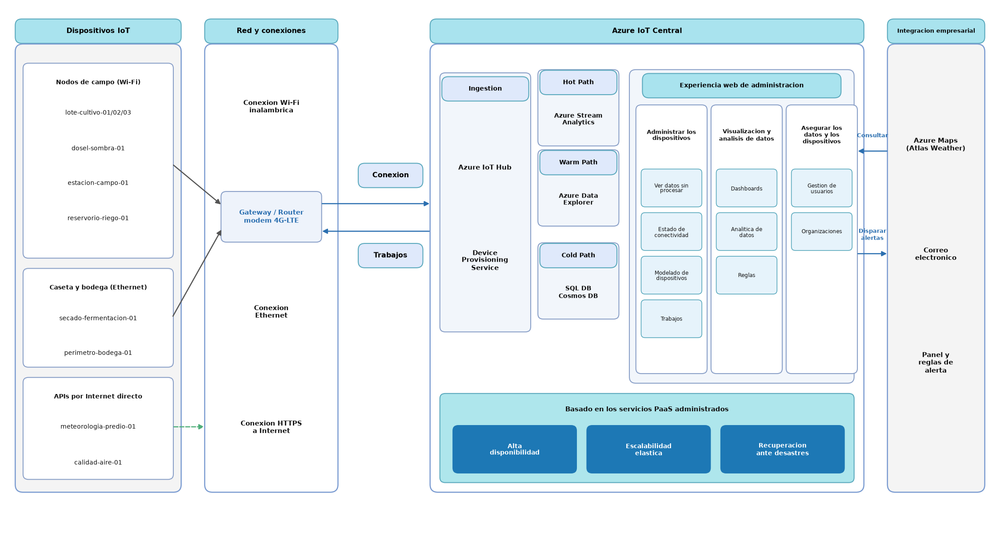 Dispositivos IoT
Nodos de campo (Wi-Fi)
lote-cultivo-01/02/03
dosel-sombra-01
estacion-campo-01
reservorio-riego-01
Caseta y bodega (Ethernet)
secado-fermentacion-01
perimetro-bodega-01
APIs por Internet directo
meteorologia-predio-01
calidad-aire-01
Red y conexiones
Conexion Wi-Fi
inalambrica
Gateway / Router
modem 4G-LTE
Conexion
Ethernet
Conexion HTTPS
a Internet
Conexion
Trabajos
Azure IoT Central
Ingestion
Azure IoT Hub
Device
Provisioning
Service
Hot Path
Azure Stream
Analytics
Warm Path
Azure Data
Explorer
Cold Path
SQL DB
Cosmos DB
Experiencia web de administracion
Administrar los
dispositivos
Ver datos sin
procesar
Estado de
conectividad
Modelado de
dispositivos
Trabajos
Visualizacion y
analisis de datos
Dashboards
Analitica de
datos
Reglas
Asegurar los
datos y los
dispositivos
Gestion de
usuarios
Organizaciones
Basado en los servicios PaaS administrados
Alta
disponibilidad
Escalabilidad
elastica
Recuperacion
ante desastres
Consultar
Disparar
alertas
Integracion empresarial
Azure Maps
(Atlas Weather)
Correo
electronico
Panel y
reglas de
alerta